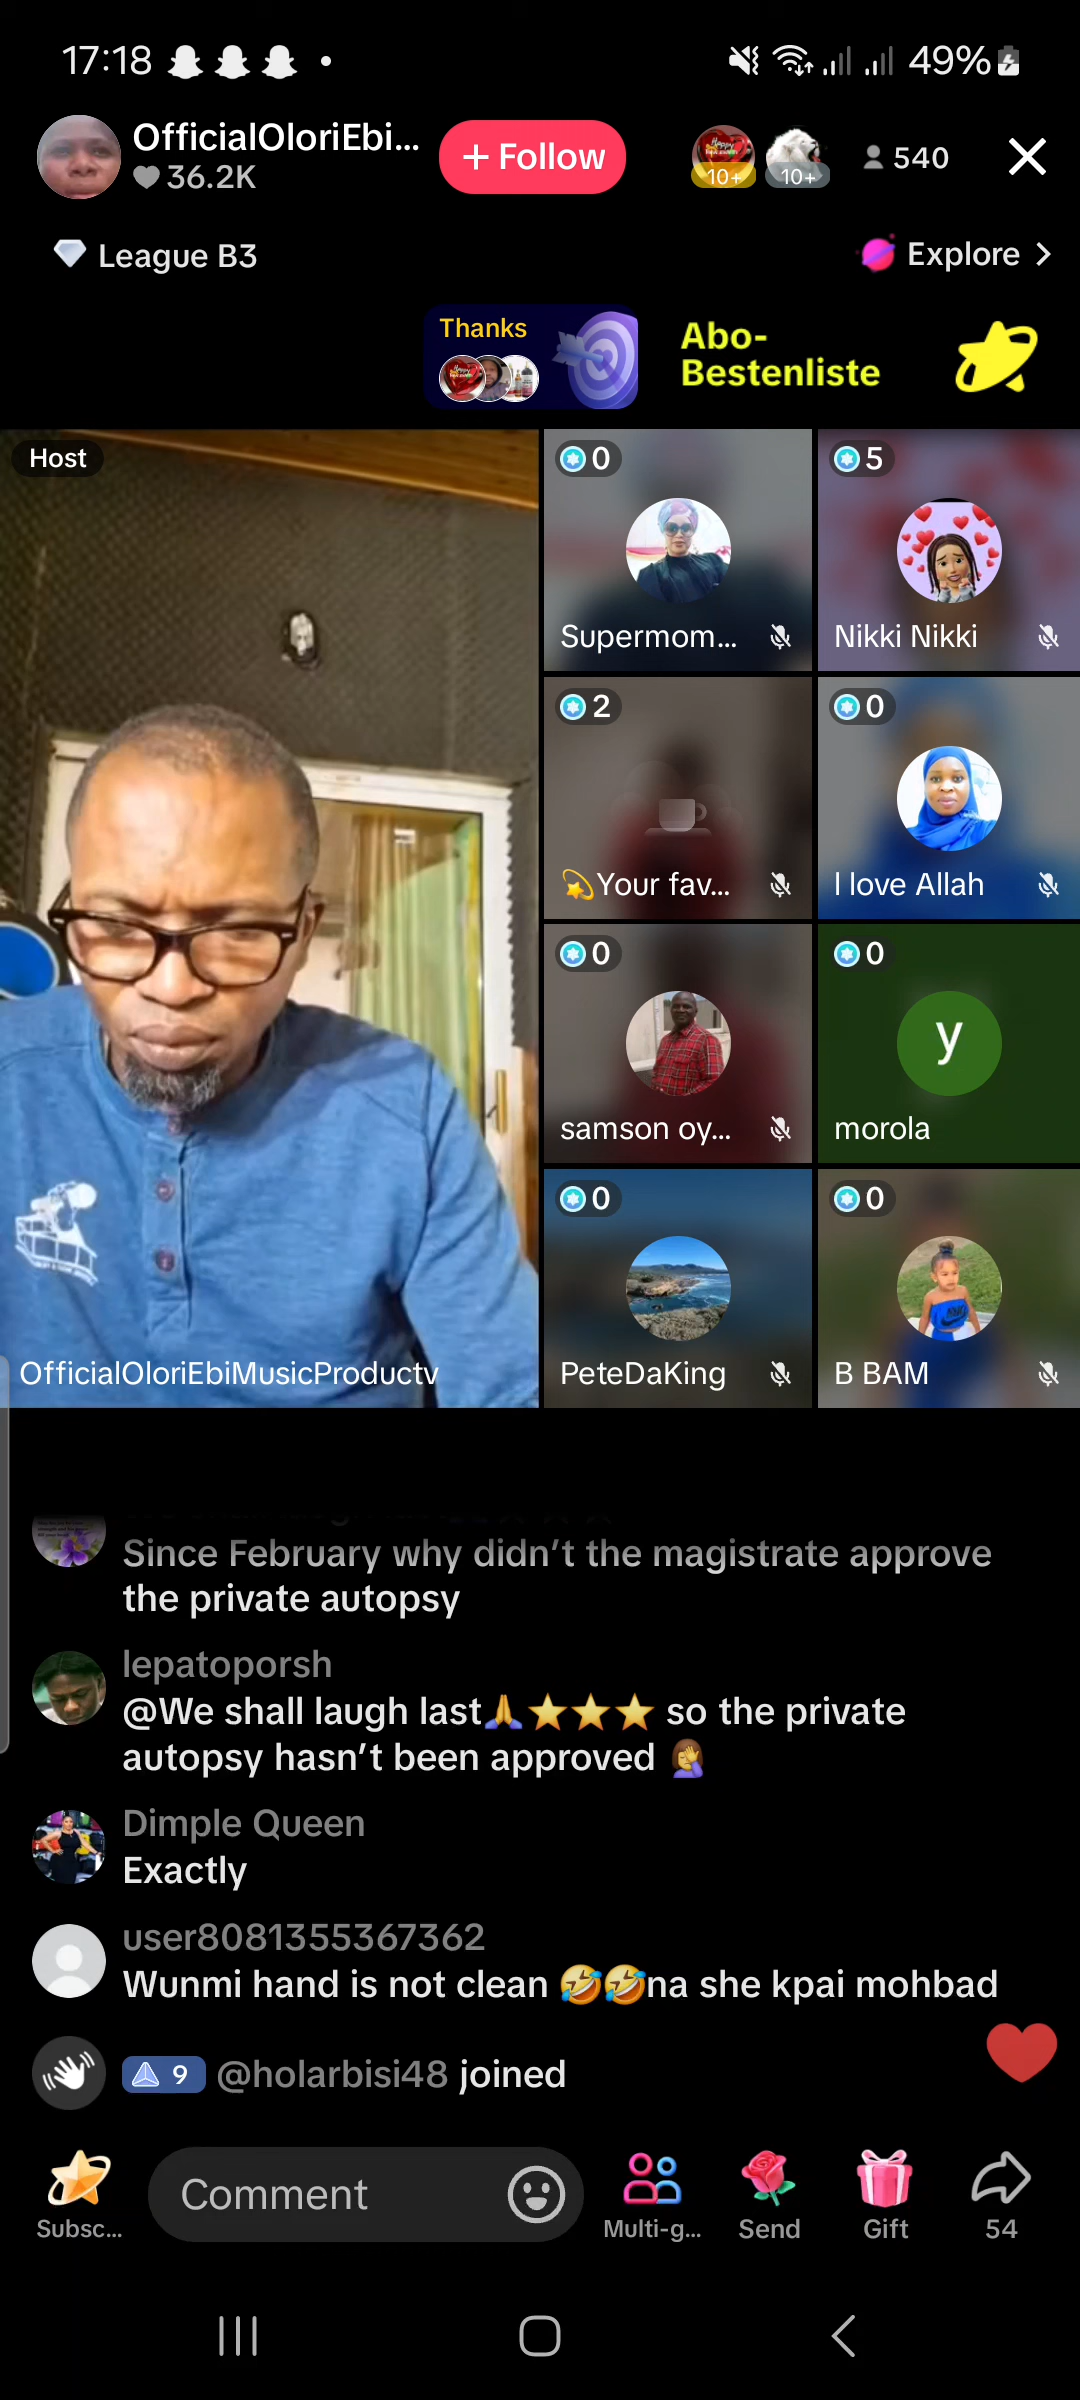 17:18
49%
OfficialOloriEbi...
36.2K
+ Follow
10+
10+
540
League B3
Explore
Thanks
Abo-
Bestenliste
Host
0
5
Supermom...
Nikki Nikki
2
0
💫Your fav...
I love Allah
0
0
y
samson oy...
morola
0
0
OfficialOloriEbiMusicProductv
PeteDaKing
B BAM
Since February why didn't the magistrate approve
the private autopsy
lepatoporsh
@We shall laugh last🙏⭐⭐⭐ so the private
autopsy hasn't been approved 🤦‍♀️
Dimple Queen
Exactly
user8081355367362
Wunmi hand is not clean 🤣🤣na she kpai mohbad
9 @holarbisi48 joined
Subsc...
Comment
Multi-g...
Send
Gift
54